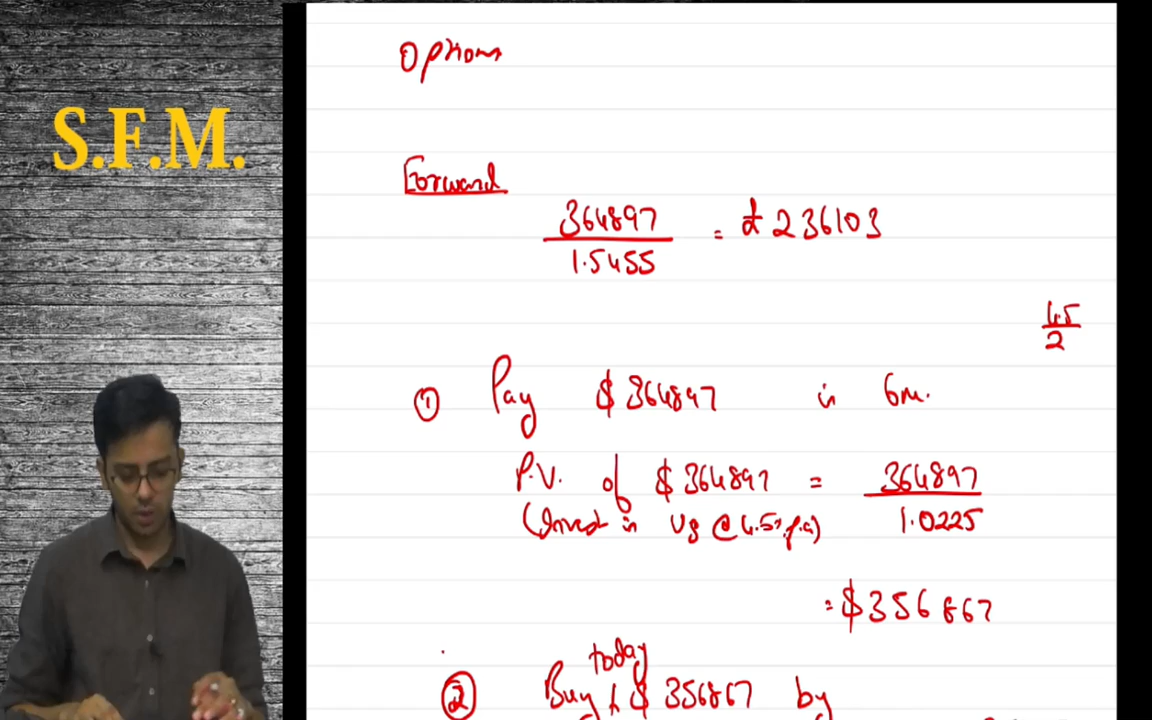 S.F.M.
Options
Forward
364897
1.5455
= £ 236103
4.5
2
① Pay $ 364897 in 6m.
P.V. of $ 364897 = 364897
(Invest in US @ 4.5% p.a) 1.0225
= $ 356867
today
② Buy $ 356867 by